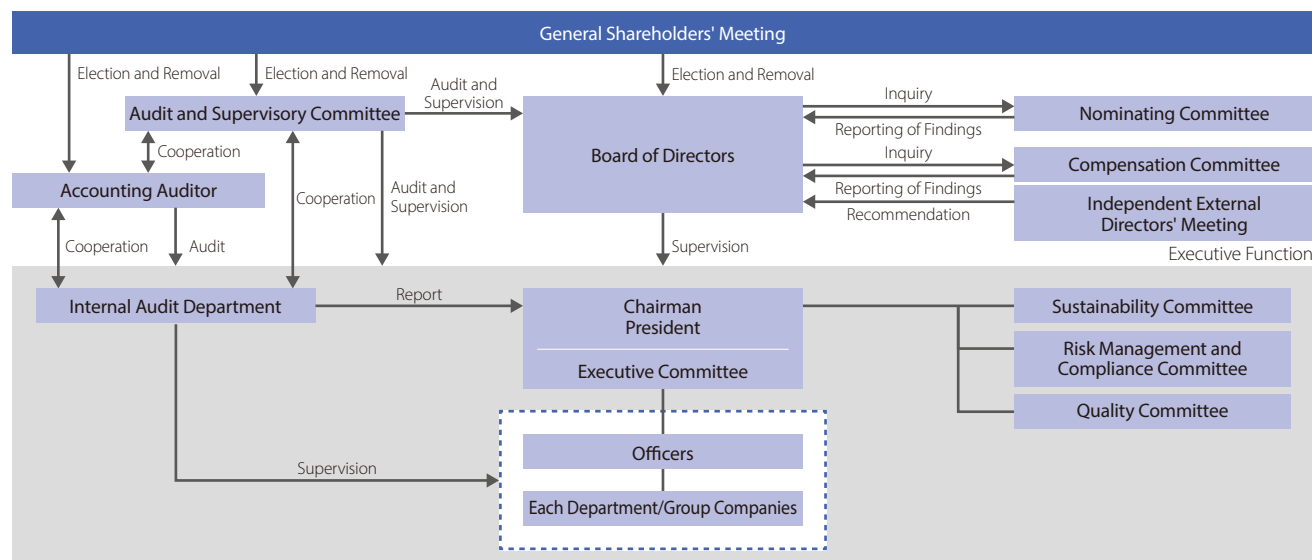 General Shareholders' Meeting
Election and Removal
Election and Removal
Election and Removal
Audit and
Supervision
Audit and Supervisory Committee
Board of Directors
Inquiry
Reporting of Findings
Nominating Committee
Cooperation
Inquiry
Reporting of Findings
Compensation Committee
Accounting Auditor
Cooperation
Audit and
Supervision
Recommendation
Independent External
Directors' Meeting
Cooperation
Audit
Supervision
Executive Function
Internal Audit Department
Report
Chairman
President
Executive Committee
Sustainability Committee
Risk Management and
Compliance Committee
Quality Committee
Supervision
Officers
Each Department/Group Companies